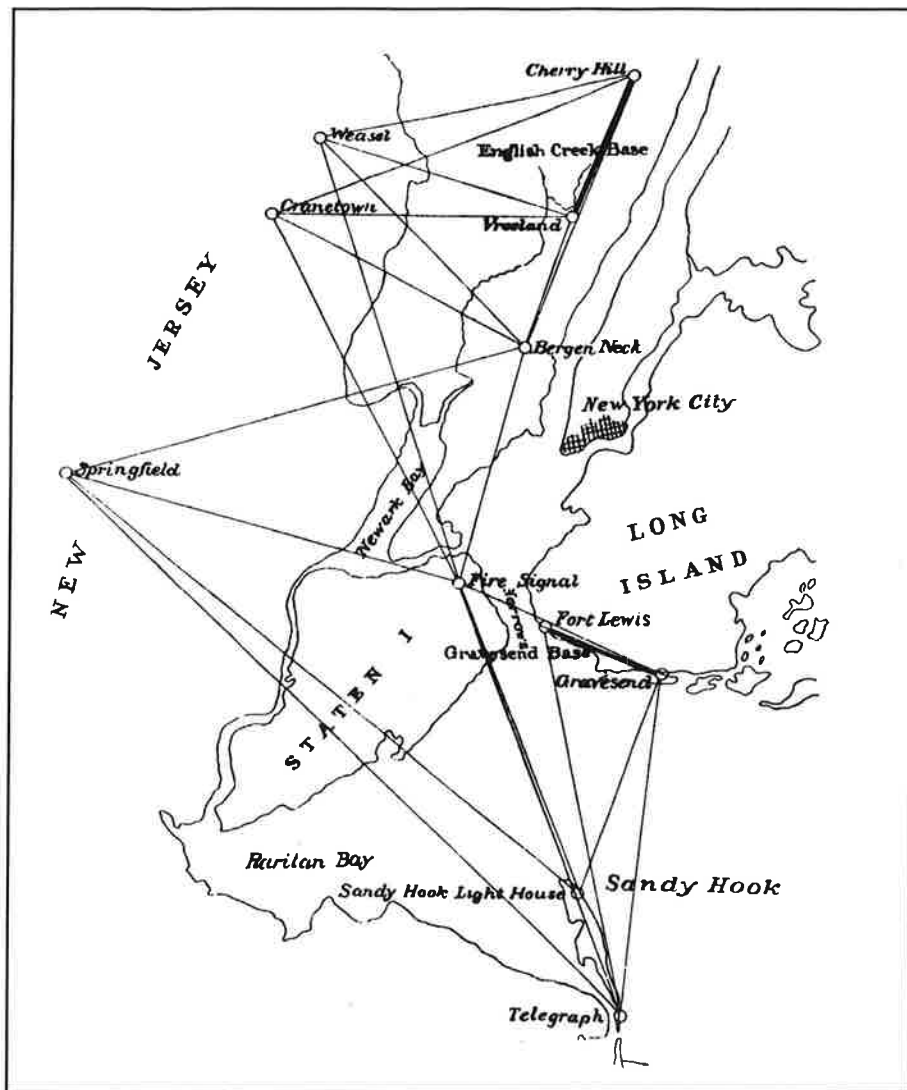 Cherry Hill
Weasel
English Creek Base
Cranetown
Vreeland
JERSEY
Bergen Neck
New York City
Springfield
Newark Bay
LONG
ISLAND
NEW
Fire Signal
Narrows
Fort Lewis
Gravesend Base
Gravesend
STATEN I
Raritan Bay
Sandy Hook
Sandy Hook Light House
Telegraph